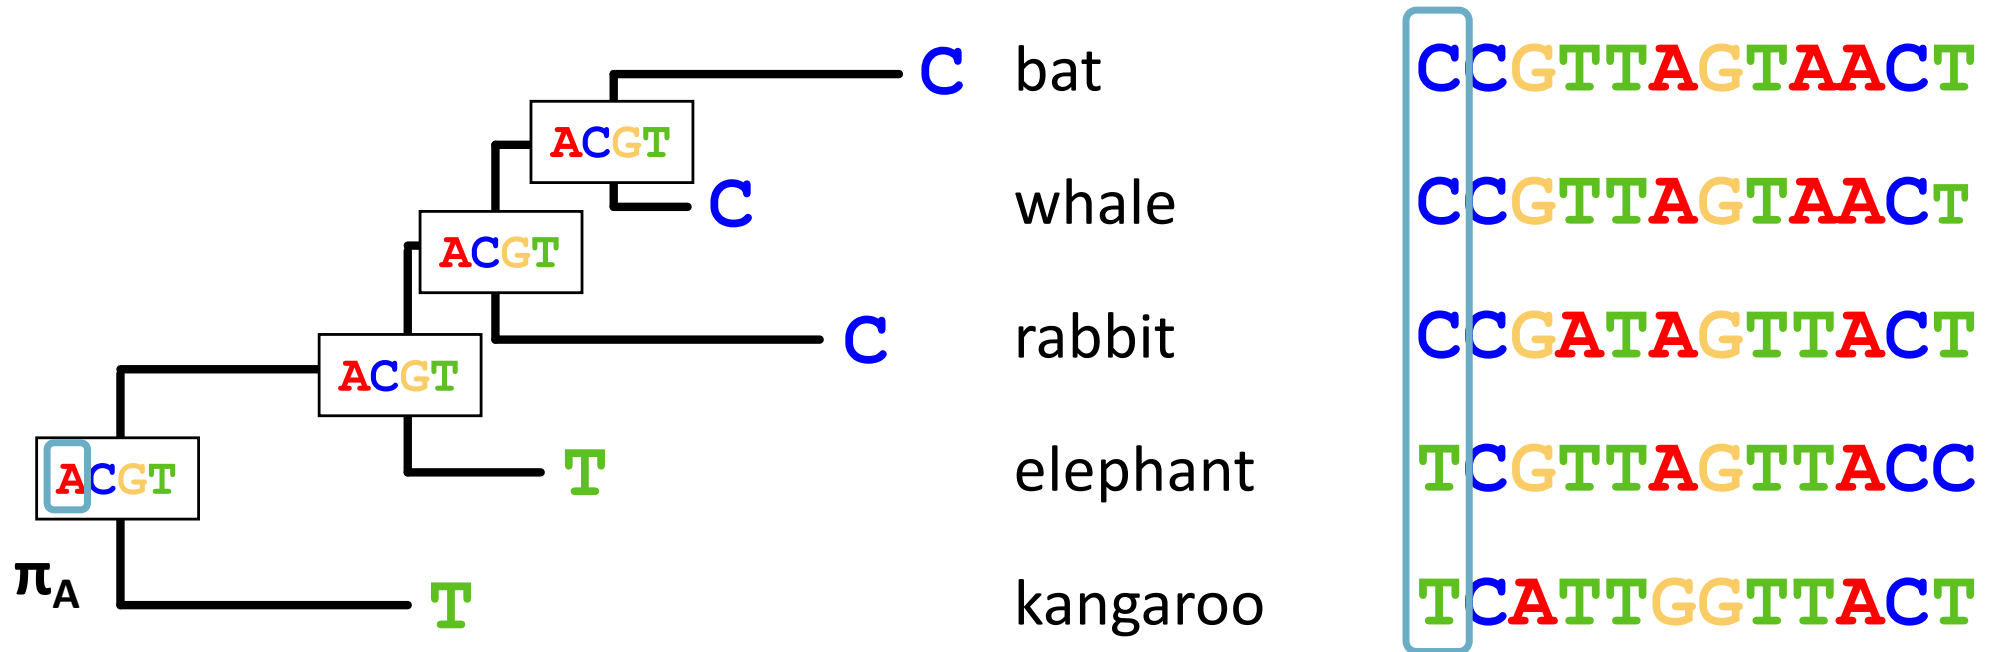 C bat CCGTTAGTAACT
ACGT
C whale CCGTTAGTAACT
ACGT
C rabbit CCGATAGTTACT
ACGT
T elephant TCGTTAGTTACC
ACGT
πA
T kangaroo TCATTGGTTACT